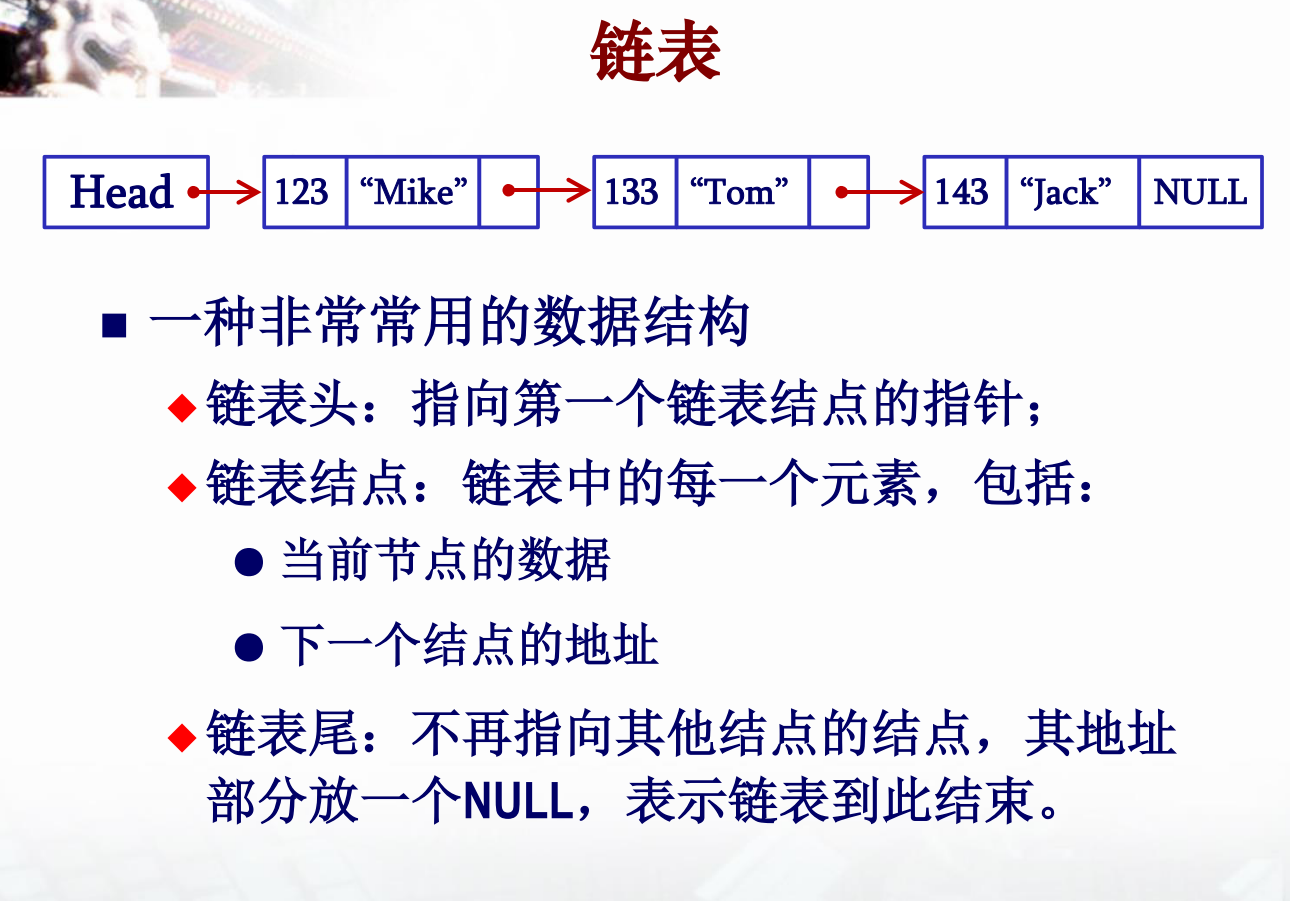 链表
Head 123 “Mike” 133 “Tom” 143 “Jack” NULL
一种非常常用的数据结构
链表头：指向第一个链表结点的指针；
链表结点：链表中的每一个元素，包括：
当前节点的数据
下一个结点的地址
链表尾：不再指向其他结点的结点，其地址
部分放一个NULL，表示链表到此结束。